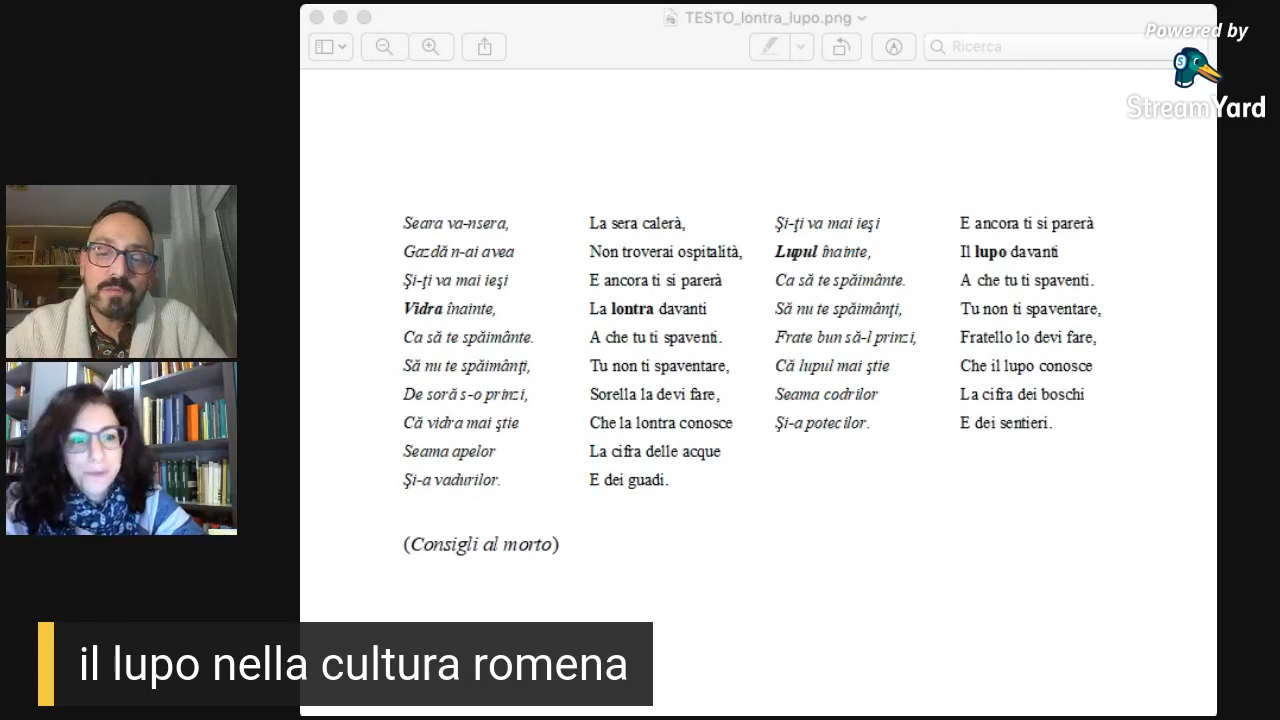 TESTO_lontra_lupo.png
Ricerca
Powered by
StreamYard
Seara va-nsera,
Gazdă n-ai avea
Şi-ţi va mai ieşi
Vidra înainte,
Ca să te spăimânte.
Să nu te spăimânţi,
De soră s-o prinzi,
Că vidra mai ştie
Seama apelor
Şi-a vadurilor.
La sera calerà,
Non troverai ospitalità,
E ancora ti si parerà
La lontra davanti
A che tu ti spaventi.
Tu non ti spaventare,
Sorella la devi fare,
Che la lontra conosce
La cifra delle acque
E dei guadi.
Şi-ţi va mai ieşi
Lupul înainte,
Ca să te spăimânte.
Să nu te spăimânţi,
Frate bun să-l prinzi,
Că lupul mai ştie
Seama codrilor
Şi-a potecilor.
E ancora ti si parerà
Il lupo davanti
A che tu ti spaventi.
Tu non ti spaventare,
Fratello lo devi fare,
Che il lupo conosce
La cifra dei boschi
E dei sentieri.
(Consigli al morto)
il lupo nella cultura romena